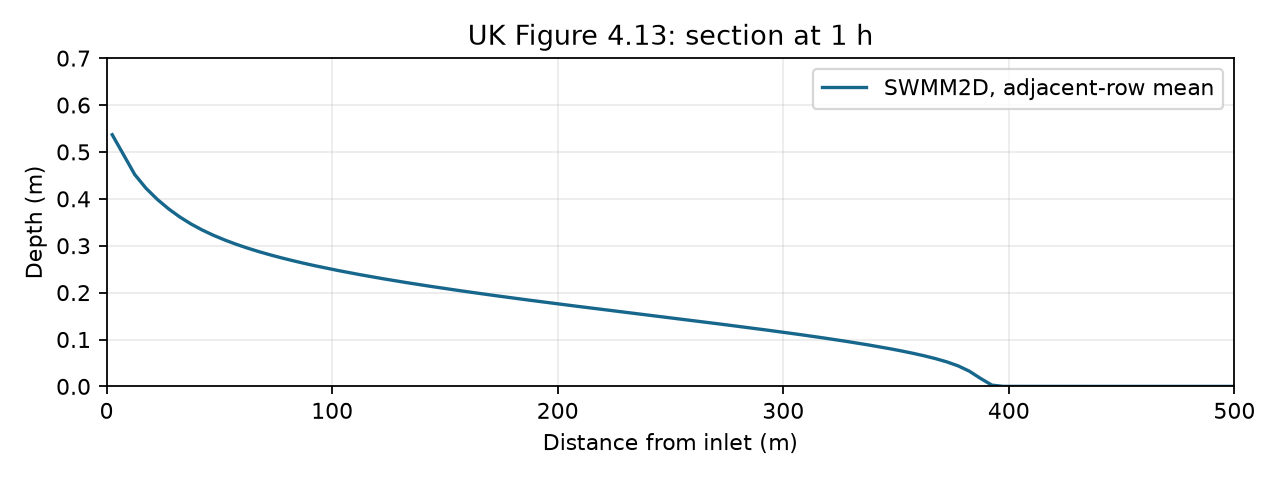 UK Figure 4.13: section at 1 h
SWMM2D, adjacent-row mean
Depth (m)
0.7
0.6
0.5
0.4
0.3
0.2
0.1
0.0
0 100 200 300 400 500
Distance from inlet (m)